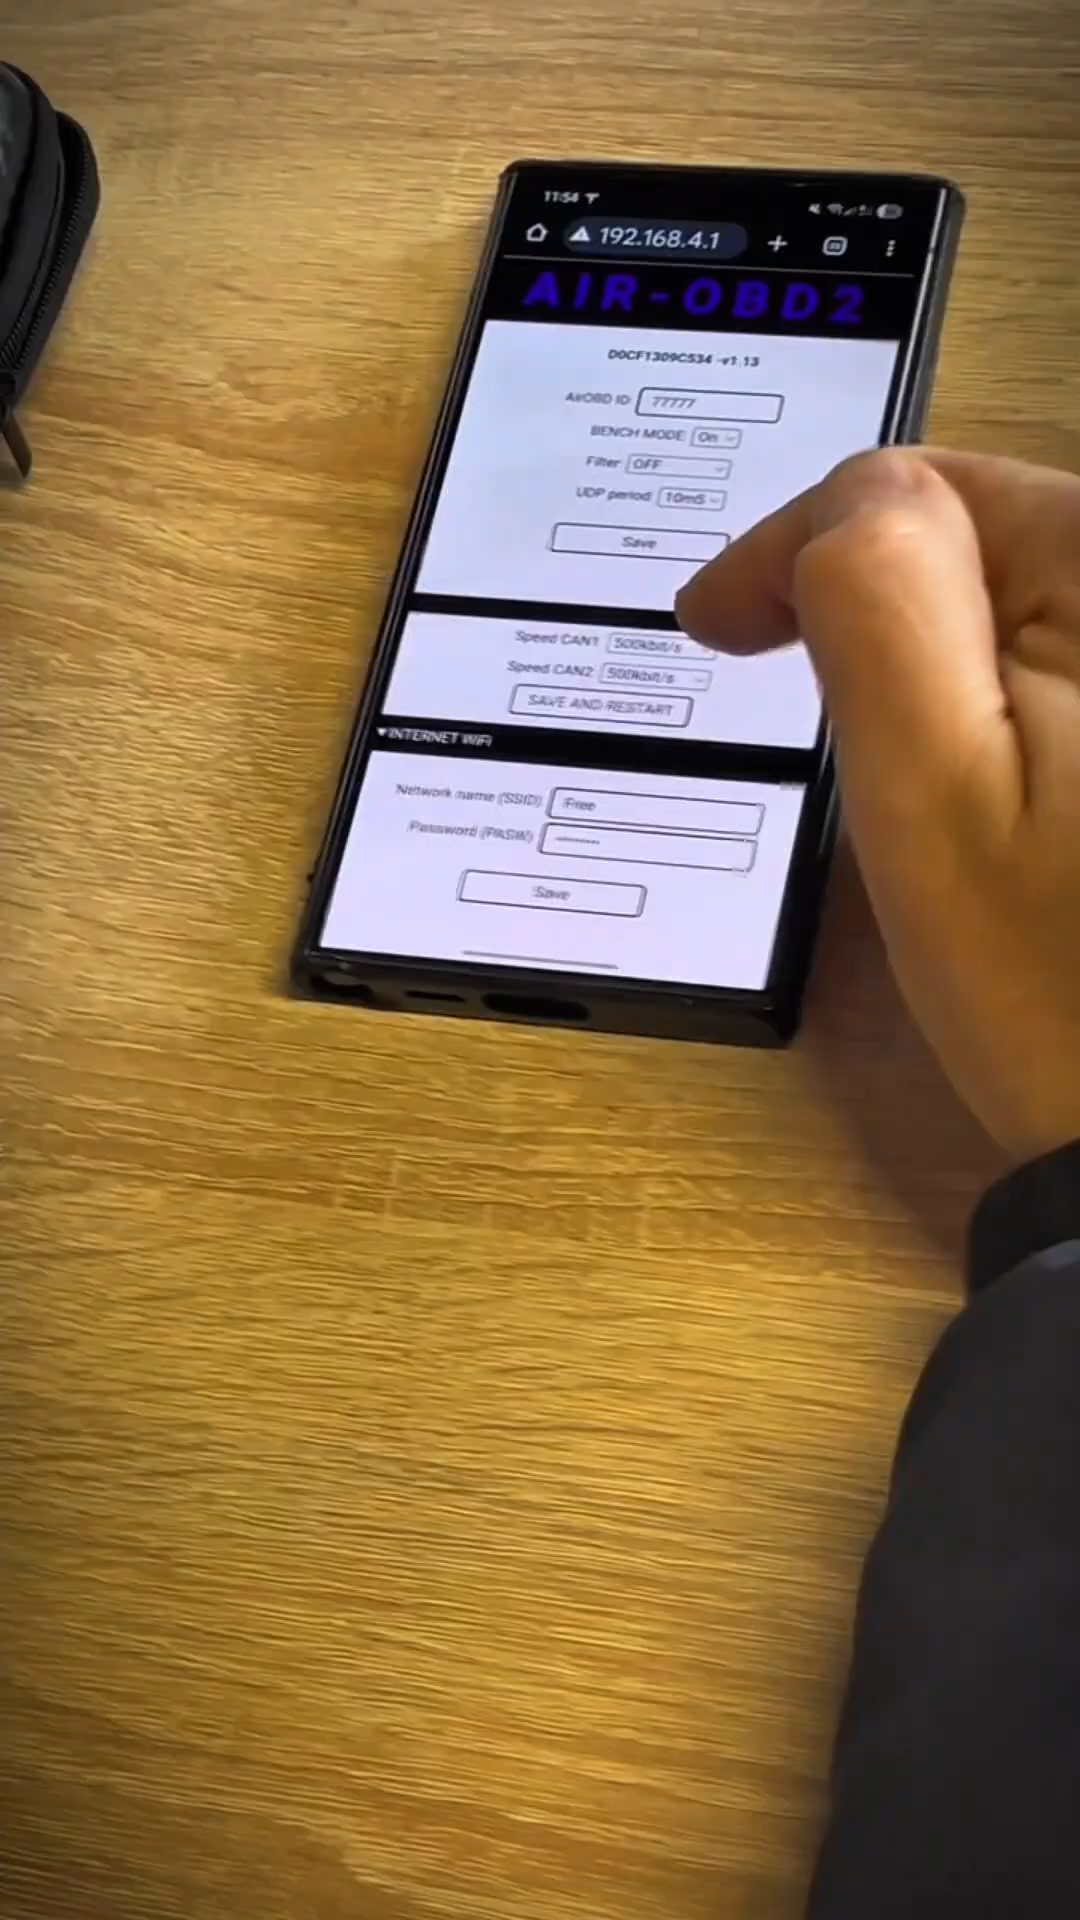 11:54
192.168.4.1
AIR-OBD2
D0CF1309C534 -v1.13
AirOBD ID: 77777
BENCH MODE: On
Filter: OFF
UDP period: 10mS
Save
Speed CAN1 500kbit/s
Speed CAN2 500kbit/s
SAVE AND RESTART
▼INTERNET WIFI
Network name (SSID) Free
Password (PASW)
Save